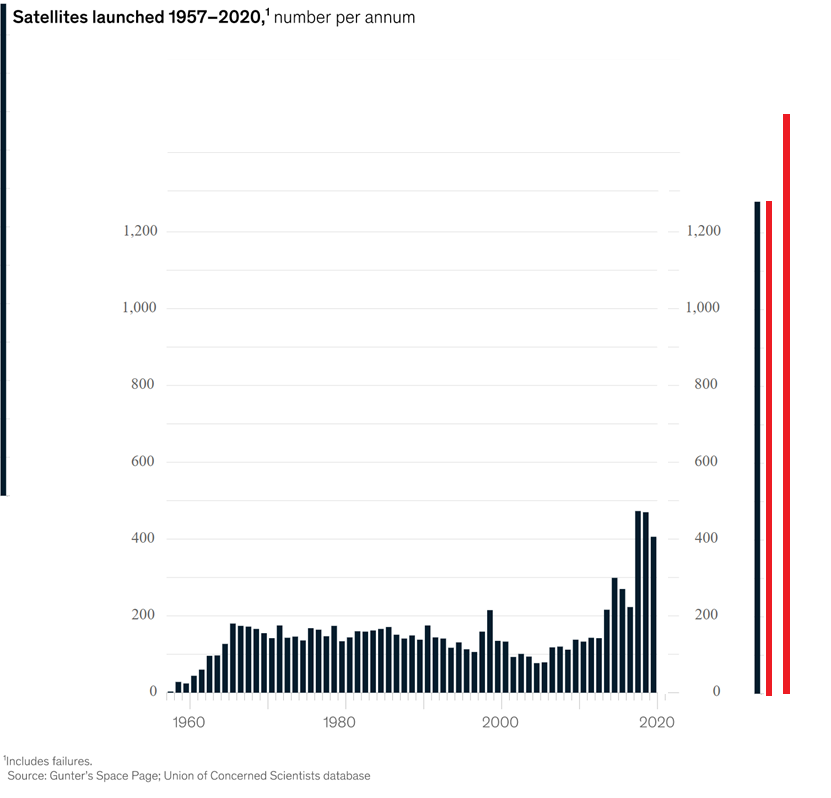 Satellites launched 1957–2020,¹ number per annum
1,200 1,200
1,000 1,000
800 800
600 600
400 400
200 200
0 0
1960 1980 2000 2020
¹Includes failures.
Source: Gunter's Space Page; Union of Concerned Scientists database